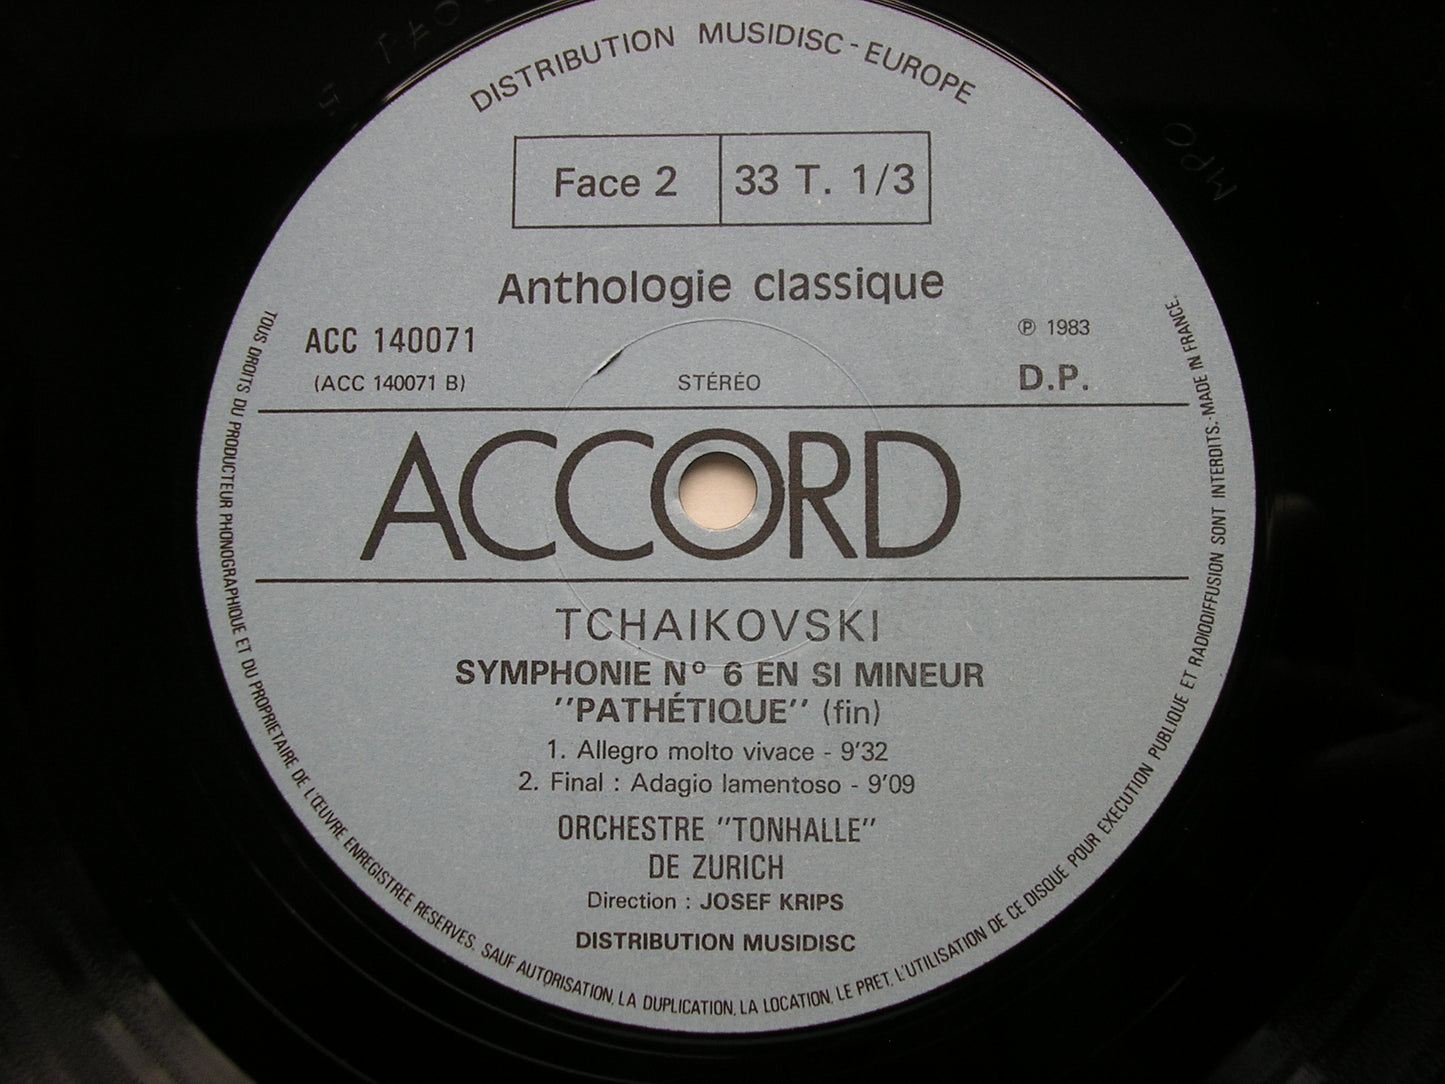 DISTRIBUTION MUSIDISC - EUROPE
Face 2
33 T. 1/3
Anthologie classique
ACC 140071
(ACC 140071 B)
STÉRÉO
℗ 1983
D.P.
ACCORD
TCHAIKOVSKI
SYMPHONIE Nº 6 EN SI MINEUR
"PATHÉTIQUE" (fin)
1. Allegro molto vivace - 9'32
2. Final : Adagio lamentoso - 9'09
ORCHESTRE "TONHALLE"
DE ZURICH
Direction : JOSEF KRIPS
DISTRIBUTION MUSIDISC
TOUS DROITS DU PRODUCTEUR PHONOGRAPHIQUE ET DU PROPRIETAIRE DE L'ŒUVRE ENREGISTREE RESERVES. SAUF AUTORISATION, LA DUPLICATION, LA LOCATION, LE PRET, L'UTILISATION DE CE DISQUE POUR EXECUTION PUBLIQUE ET RADIODIFFUSION SONT INTERDITS.-MADE IN FRANCE.
MPO